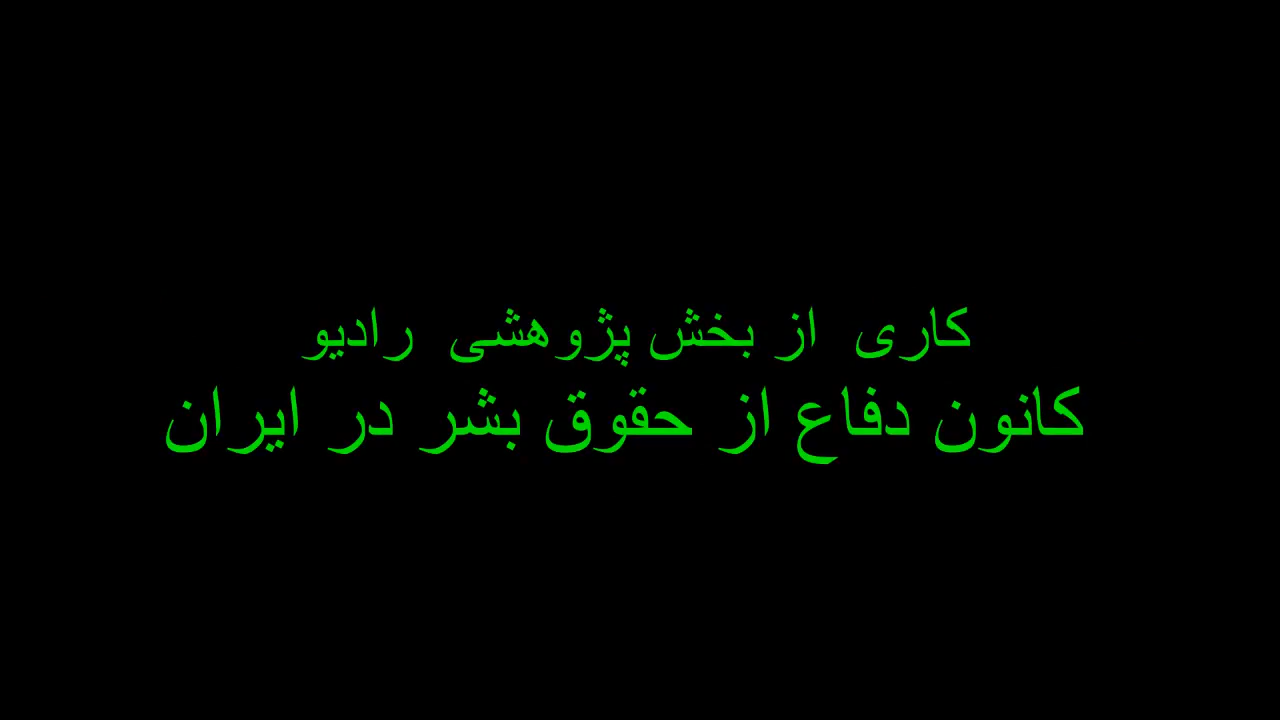 کاری از بخش پژوهشی رادیو
کانون دفاع از حقوق بشر در ایران